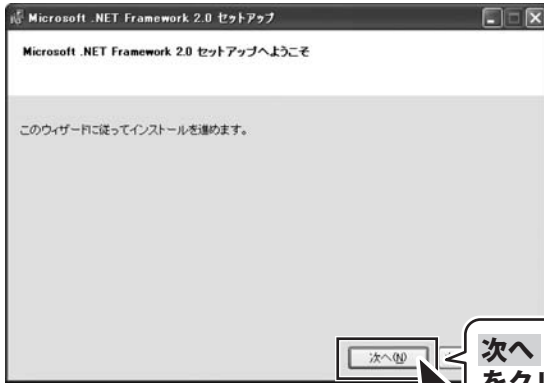 Microsoft .NET Framework 2.0 セットアップ
Microsoft .NET Framework 2.0 セットアップへようこそ
このウィザードに従ってインストールを進めます。
次へ(N)
次へ
をク